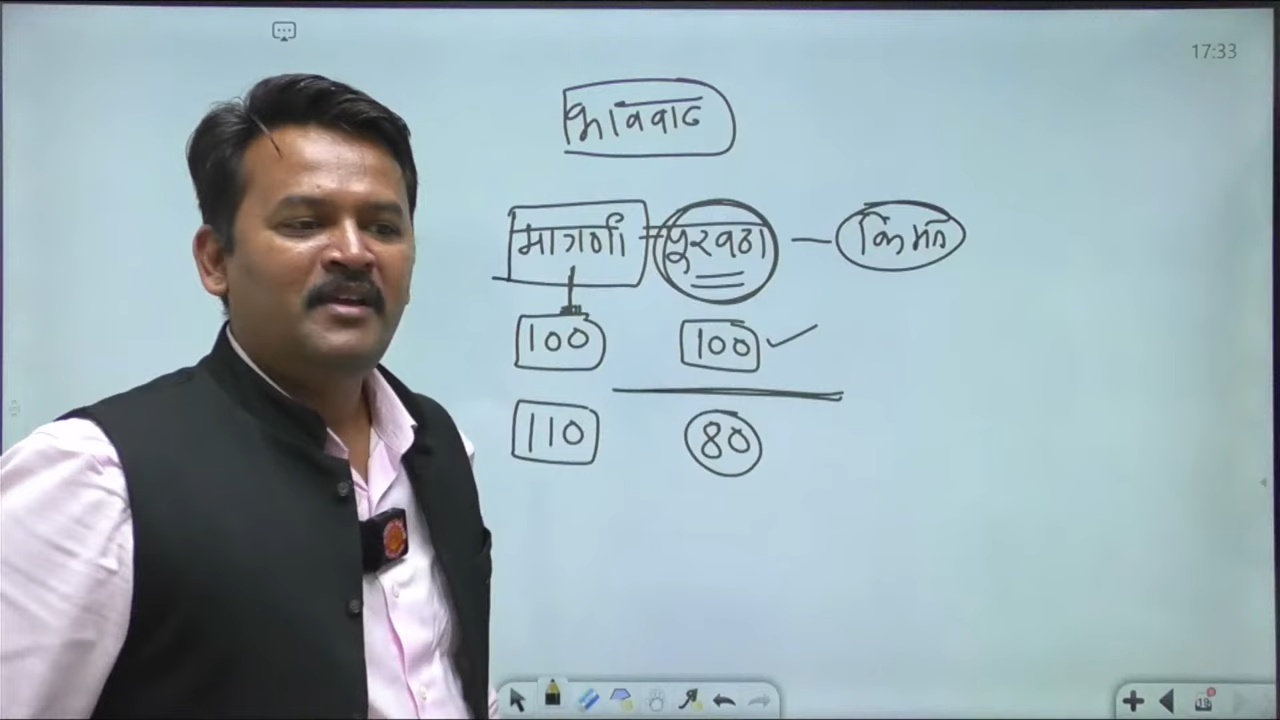 17:33
भाववाढ
मागणी = पुरवठा — किंमत
100 100 ✓
110 80